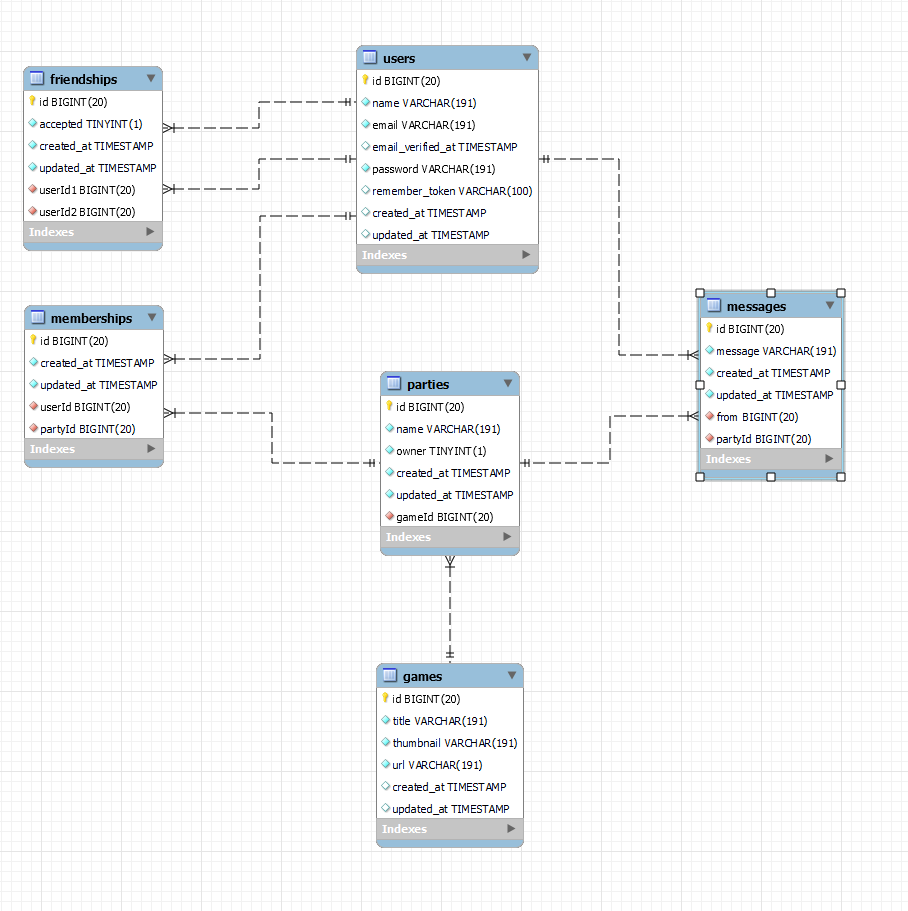 users
id BIGINT(20)
name VARCHAR(191)
email VARCHAR(191)
email_verified_at TIMESTAMP
password VARCHAR(191)
remember_token VARCHAR(100)
created_at TIMESTAMP
updated_at TIMESTAMP
Indexes
friendships
id BIGINT(20)
accepted TINYINT(1)
created_at TIMESTAMP
updated_at TIMESTAMP
userId1 BIGINT(20)
userId2 BIGINT(20)
Indexes
memberships
id BIGINT(20)
created_at TIMESTAMP
updated_at TIMESTAMP
userId BIGINT(20)
partyId BIGINT(20)
Indexes
messages
id BIGINT(20)
message VARCHAR(191)
created_at TIMESTAMP
updated_at TIMESTAMP
from BIGINT(20)
partyId BIGINT(20)
Indexes
parties
id BIGINT(20)
name VARCHAR(191)
owner TINYINT(1)
created_at TIMESTAMP
updated_at TIMESTAMP
gameId BIGINT(20)
Indexes
games
id BIGINT(20)
title VARCHAR(191)
thumbnail VARCHAR(191)
url VARCHAR(191)
created_at TIMESTAMP
updated_at TIMESTAMP
Indexes